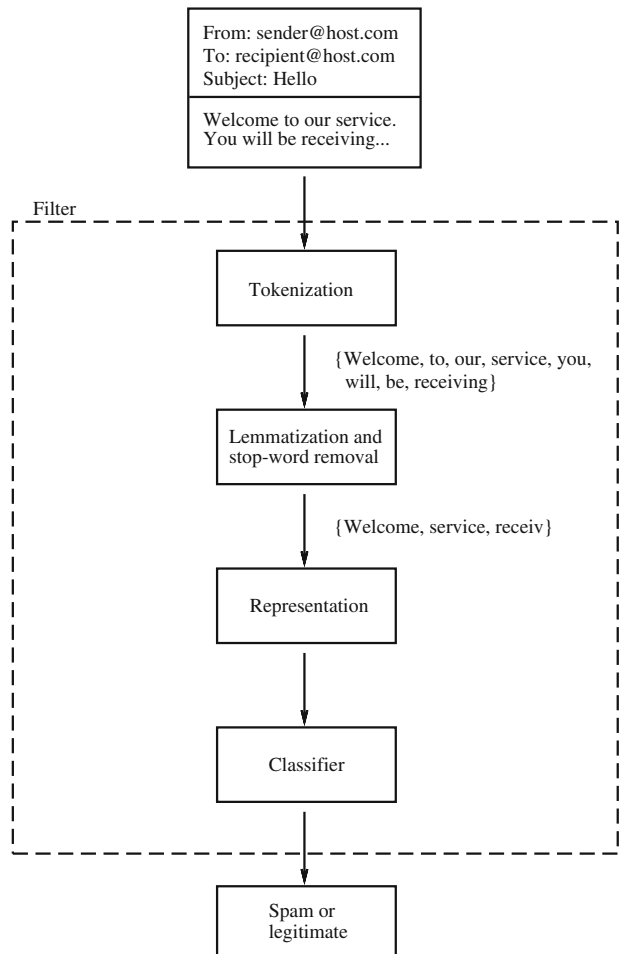 From: sender@host.com
To: recipient@host.com
Subject: Hello
Welcome to our service.
You will be receiving...
Filter
Tokenization
{Welcome, to, our, service, you,
will, be, receiving}
Lemmatization and
stop-word removal
{Welcome, service, receiv}
Representation
Classifier
Spam or
legitimate